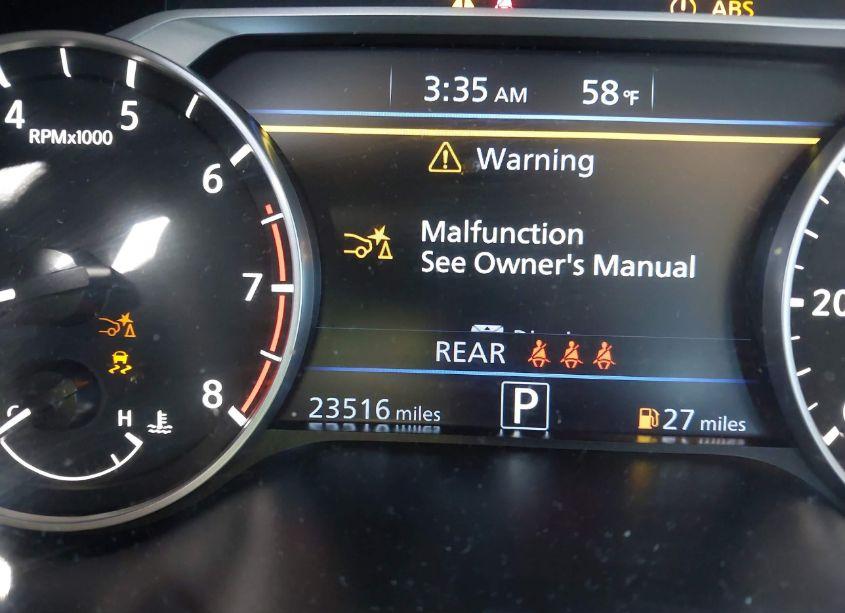 ABS
3:35 AM 58°F
4
5
RPMx1000
Warning
6
Malfunction
See Owner's Manual
7
20
REAR
8
23516 miles
P
27 miles
C
H